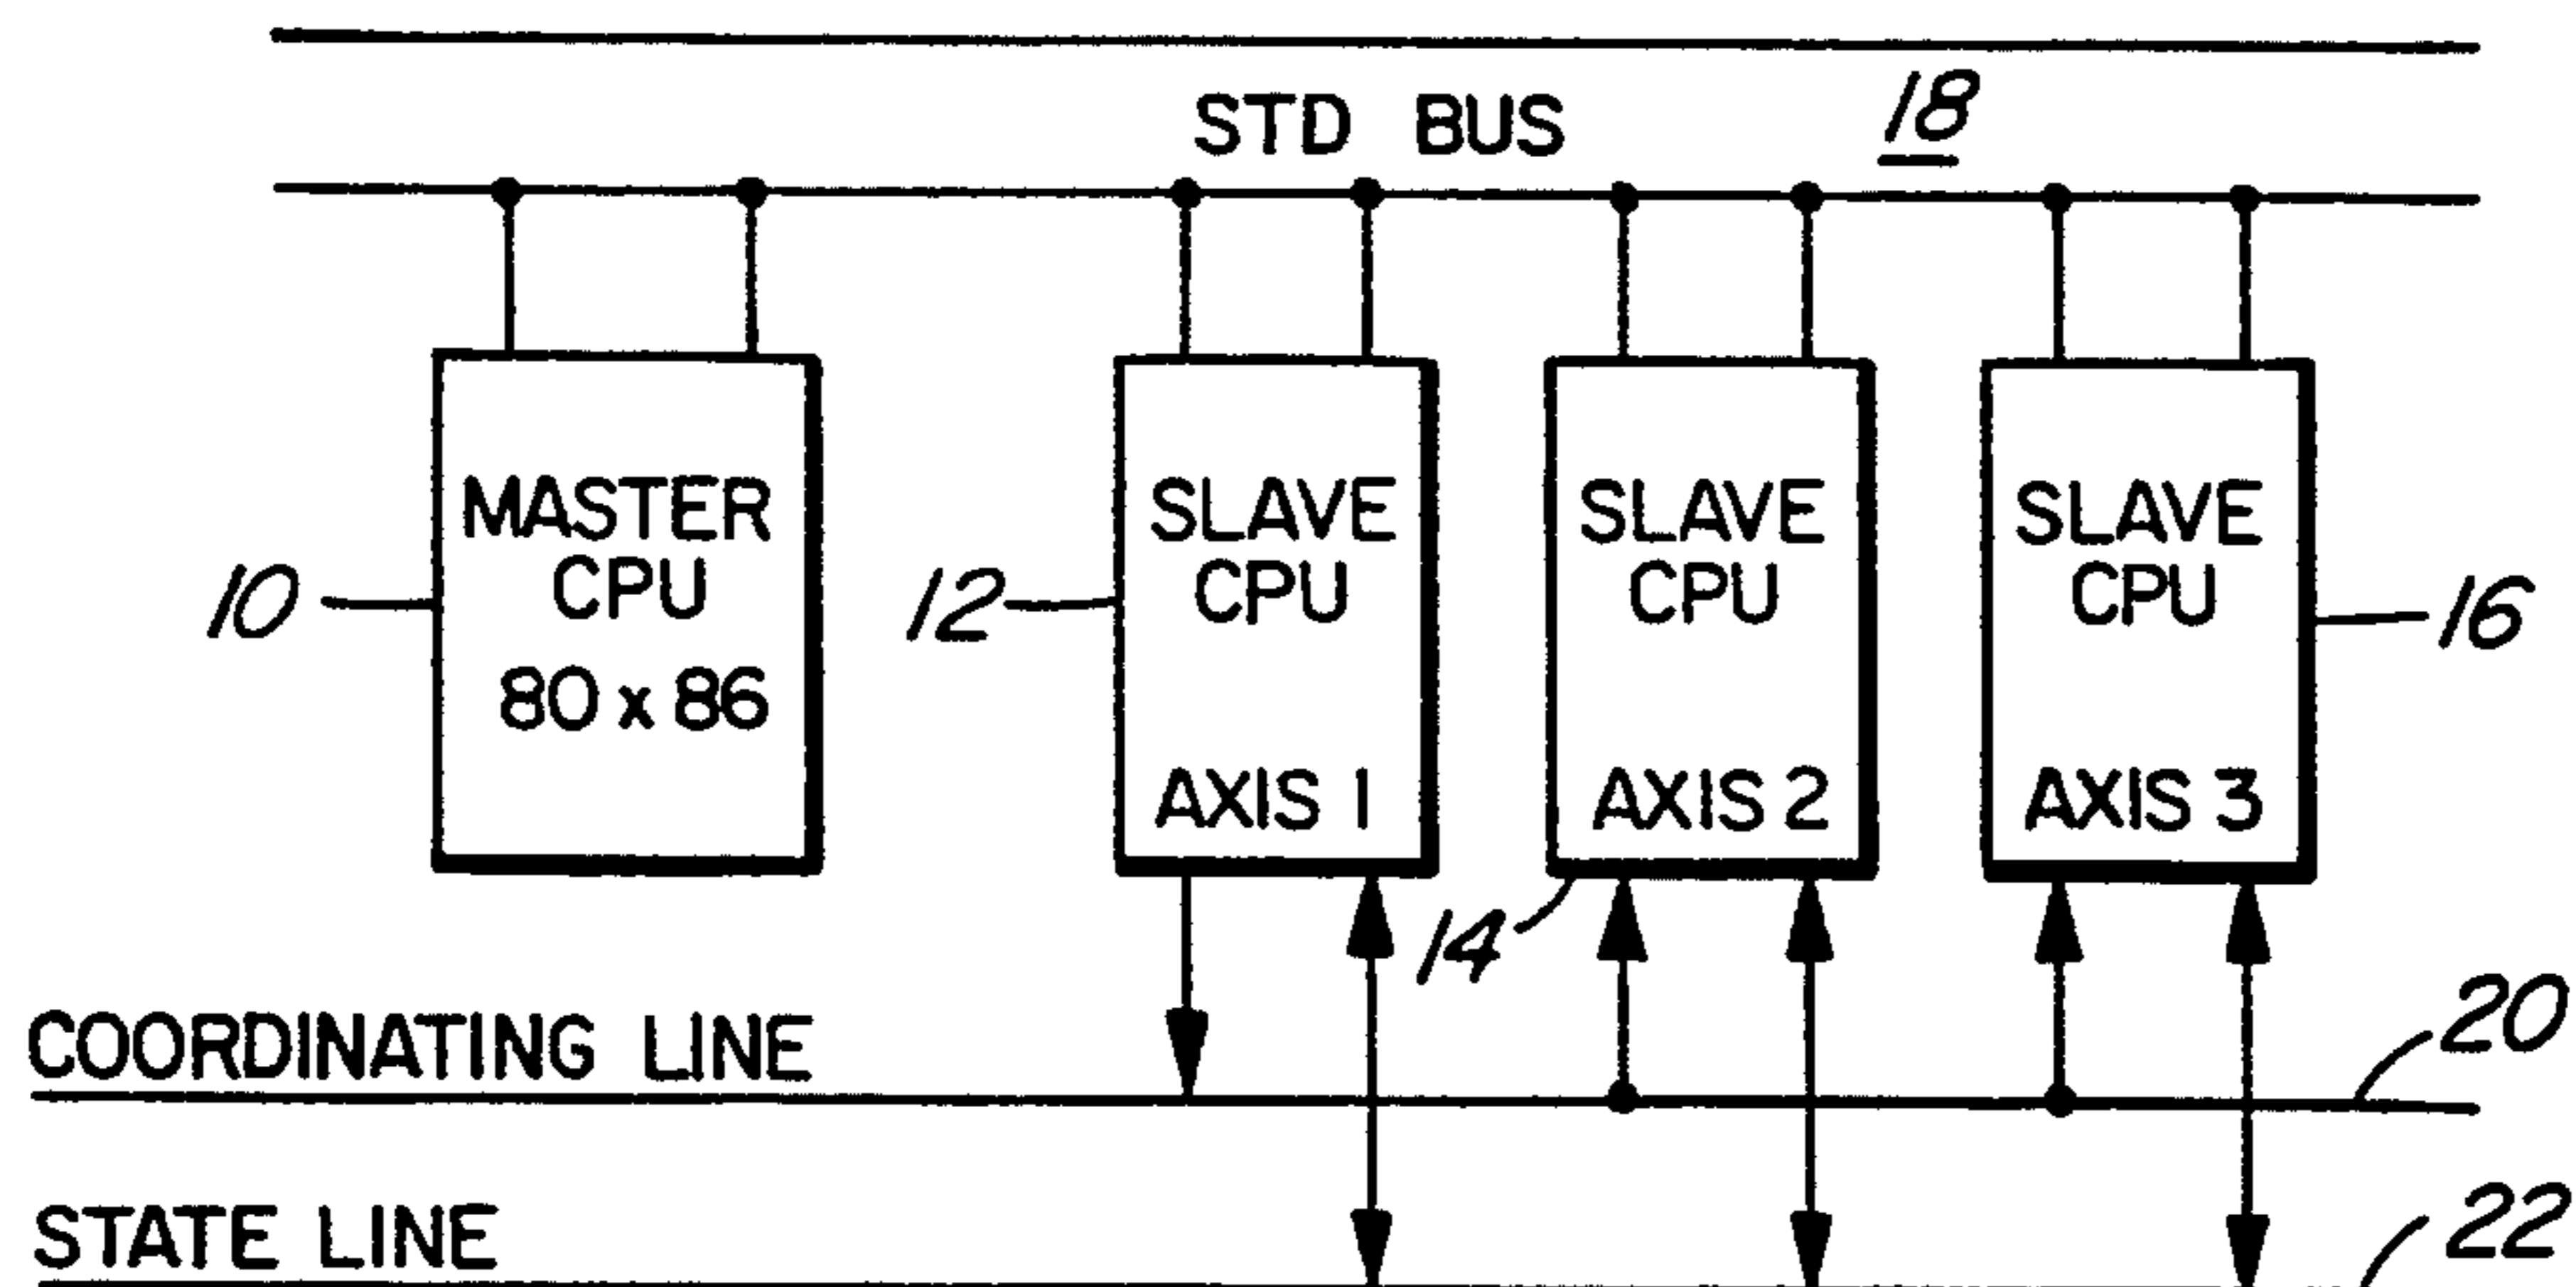 STD BUS 18
MASTER CPU 80 x 86
10
SLAVE CPU AXIS 1
12
SLAVE CPU AXIS 2
14
SLAVE CPU AXIS 3
16
COORDINATING LINE
20
STATE LINE
22